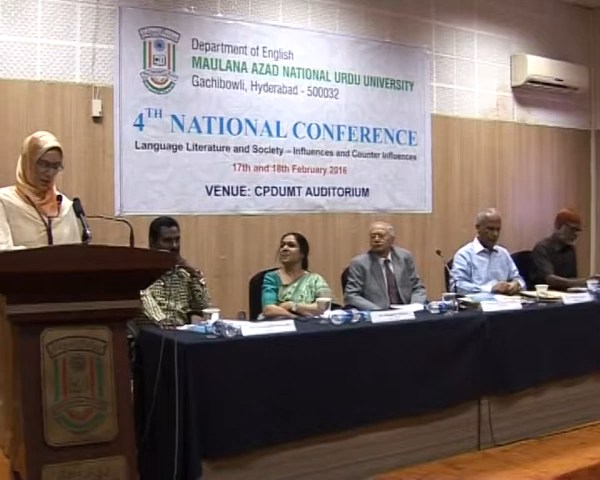 Department of English
MAULANA AZAD NATIONAL URDU UNIVERSITY
Gachibowli, Hyderabad - 500032
4TH NATIONAL CONFERENCE
Language Literature and Society – Influences and Counter Influences
17th and 18th February 2016
VENUE: CPDUMT AUDITORIUM